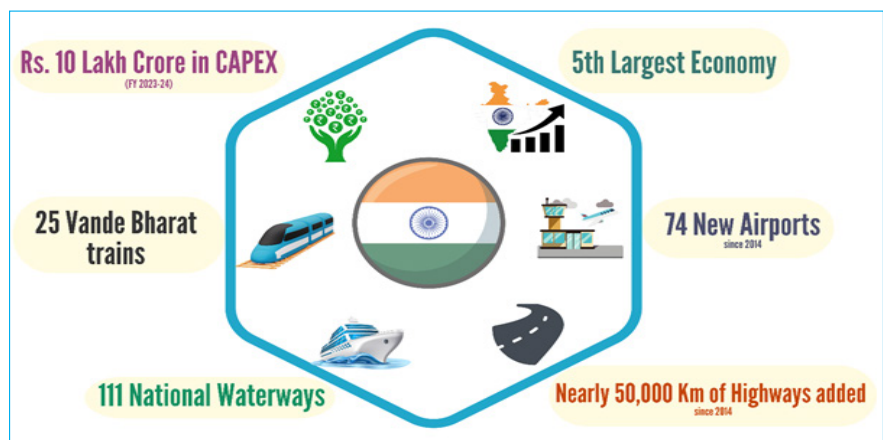 Rs. 10 Lakh Crore in CAPEX
(FY 2023-24)
5th Largest Economy
25 Vande Bharat
trains
74 New Airports
since 2014
111 National Waterways
Nearly 50,000 Km of Highways added
since 2014